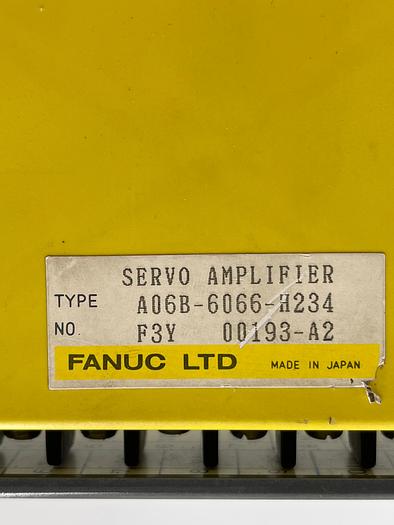 SERVO AMPLIFIER
TYPE A06B-6066-H234
NO. F3Y 00193-A2
FANUC LTD MADE IN JAPAN